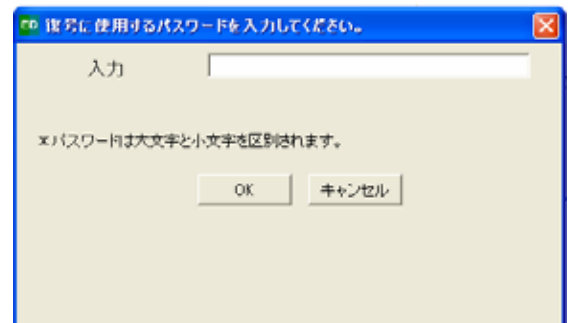 復号に使用するパスワードを入力してください。
入力
※パスワードは大文字と小文字を区別されます。
OK
キャンセル